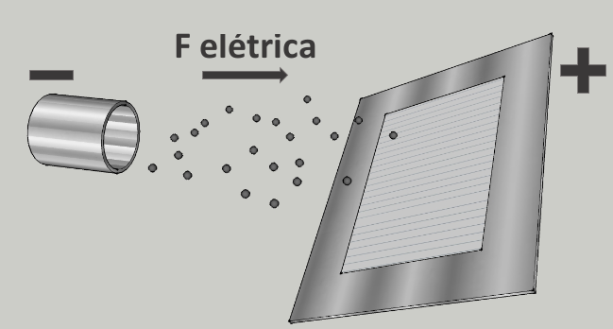 F elétrica
− +